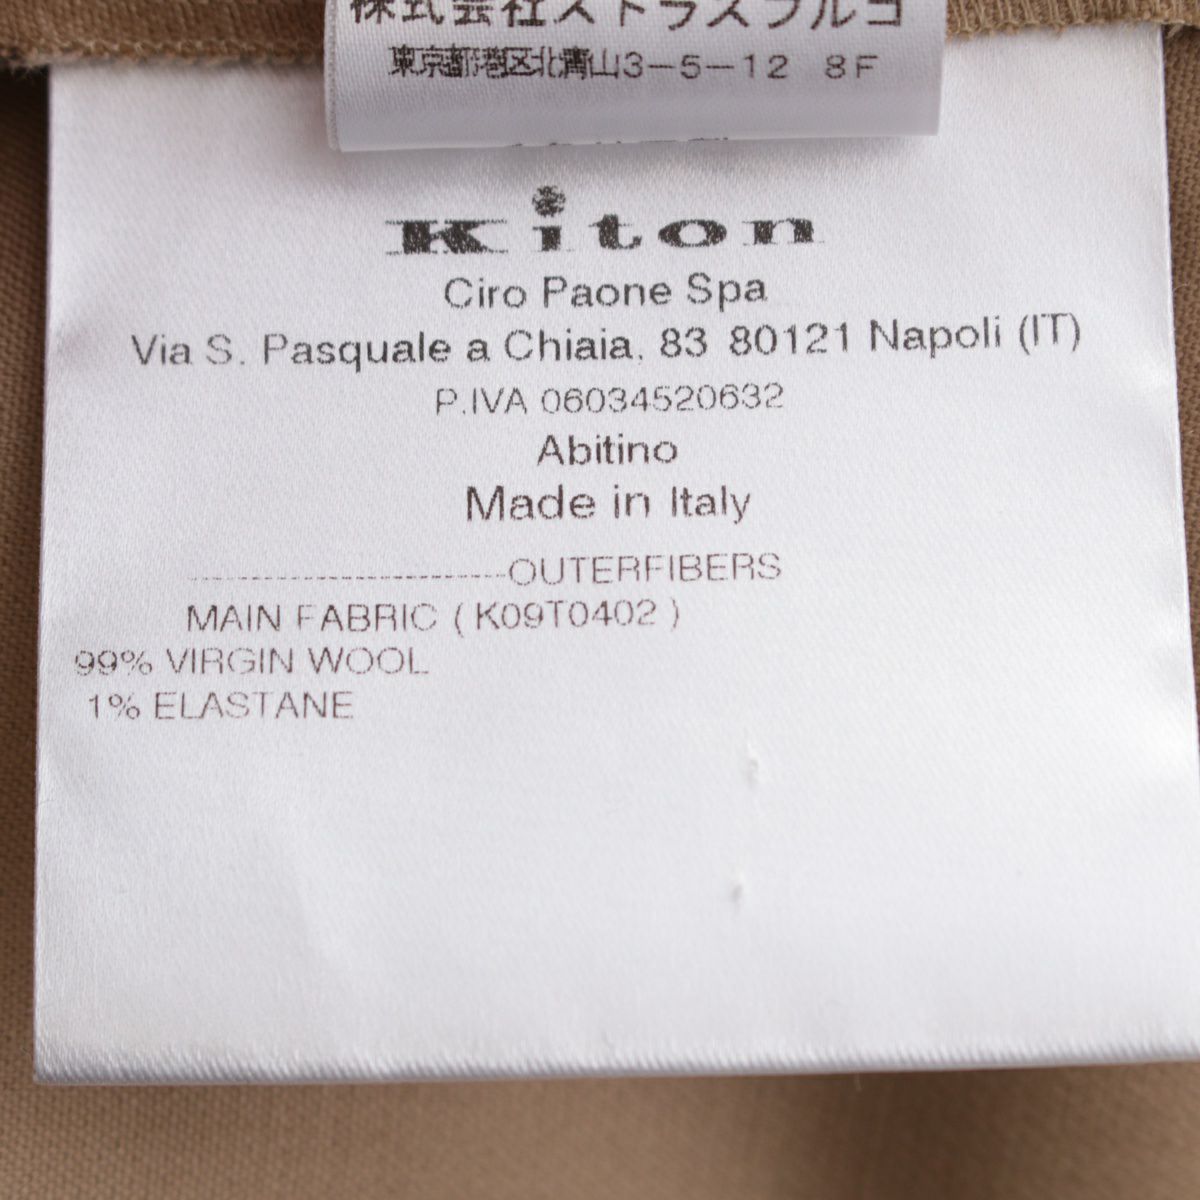 株式会社ストラスブルゴ
東京都港区北青山3-5-12 8F
Kiton
Ciro Paone Spa
Via S. Pasquale a Chiaia, 83 80121 Napoli (IT)
P.IVA 06034520632
Abitino
Made in Italy
-----------------------OUTERFIBERS
MAIN FABRIC ( K09T0402 )
99% VIRGIN WOOL
1% ELASTANE